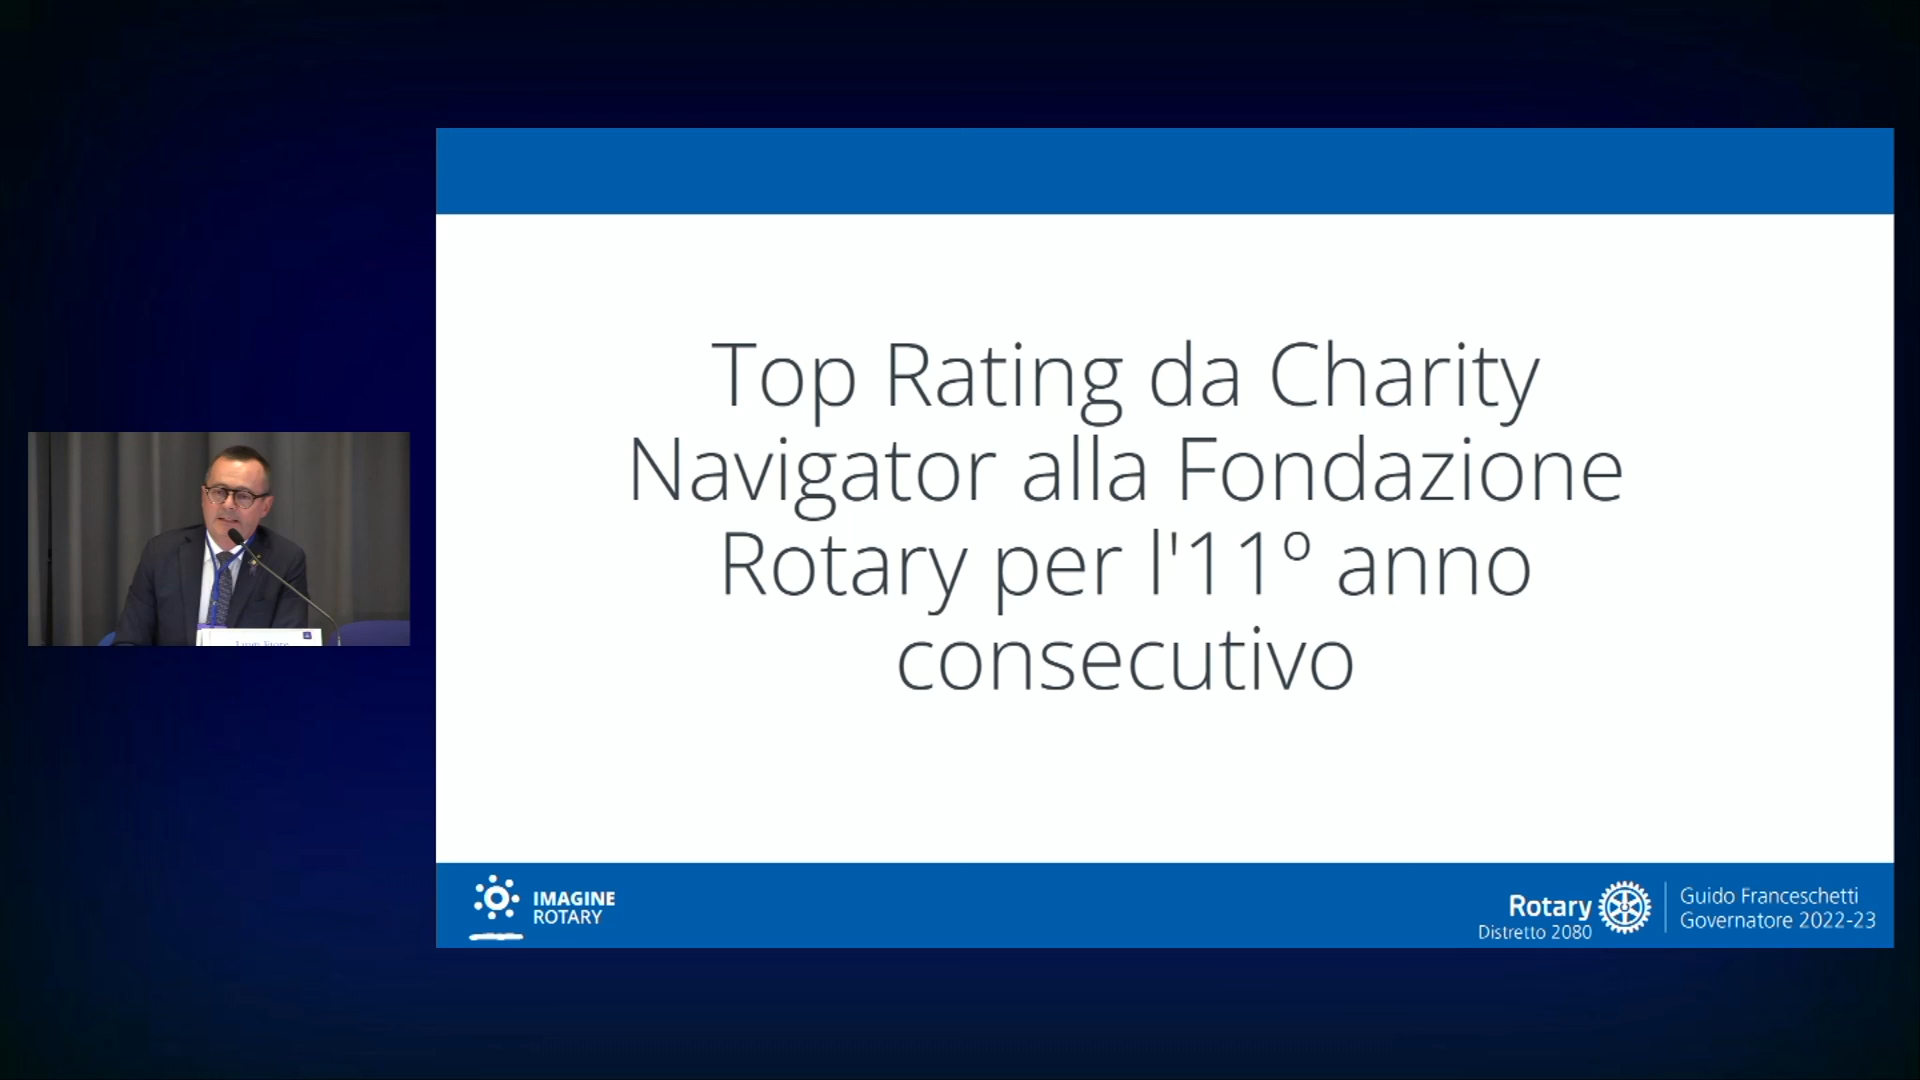 Top Rating da Charity
Navigator alla Fondazione
Rotary per l'11º anno
consecutivo
IMAGINE
ROTARY
Rotary
Distretto 2080
Guido Franceschetti
Governatore 2022-23